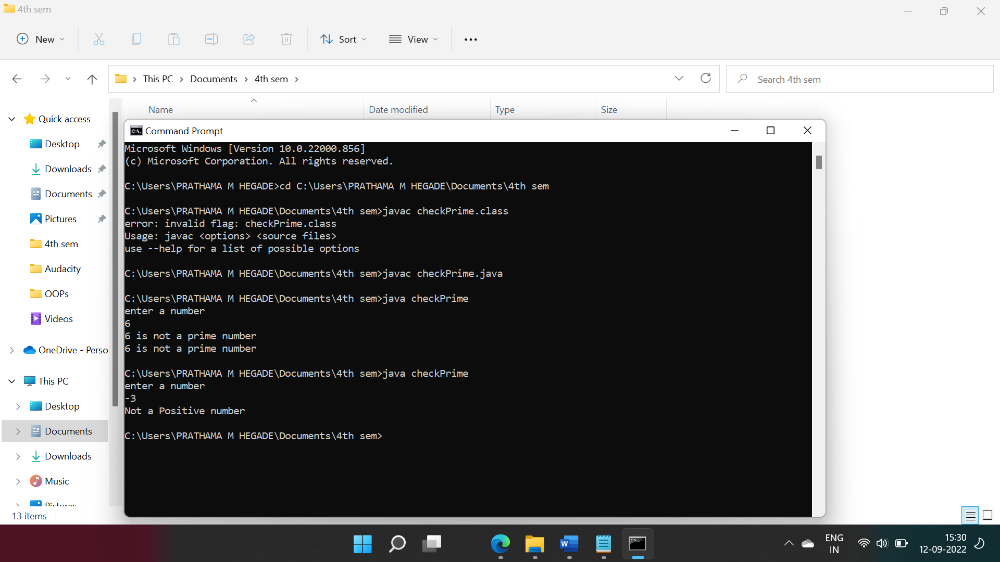 4th sem
New
Sort
View
This PC
Documents
4th sem
Search 4th sem
Name
Date modified
Type
Size
Quick access
Desktop
Downloads
Documents
Pictures
4th sem
Audacity
OOPs
Videos
OneDrive - Perso
This PC
Desktop
Documents
Downloads
Music
Pictures
13 items
Command Prompt
Microsoft Windows [Version 10.0.22000.856]
(c) Microsoft Corporation. All rights reserved.
C:\Users\PRATHAMA M HEGADE>cd C:\Users\PRATHAMA M HEGADE\Documents\4th sem
C:\Users\PRATHAMA M HEGADE\Documents\4th sem>javac checkPrime.class
error: invalid flag: checkPrime.class
Usage: javac <options> <source files>
use --help for a list of possible options
C:\Users\PRATHAMA M HEGADE\Documents\4th sem>javac checkPrime.java
C:\Users\PRATHAMA M HEGADE\Documents\4th sem>java checkPrime
enter a number
6
6 is not a prime number
6 is not a prime number
C:\Users\PRATHAMA M HEGADE\Documents\4th sem>java checkPrime
enter a number
-3
Not a Positive number
C:\Users\PRATHAMA M HEGADE\Documents\4th sem>
ENG
IN
15:30
12-09-2022